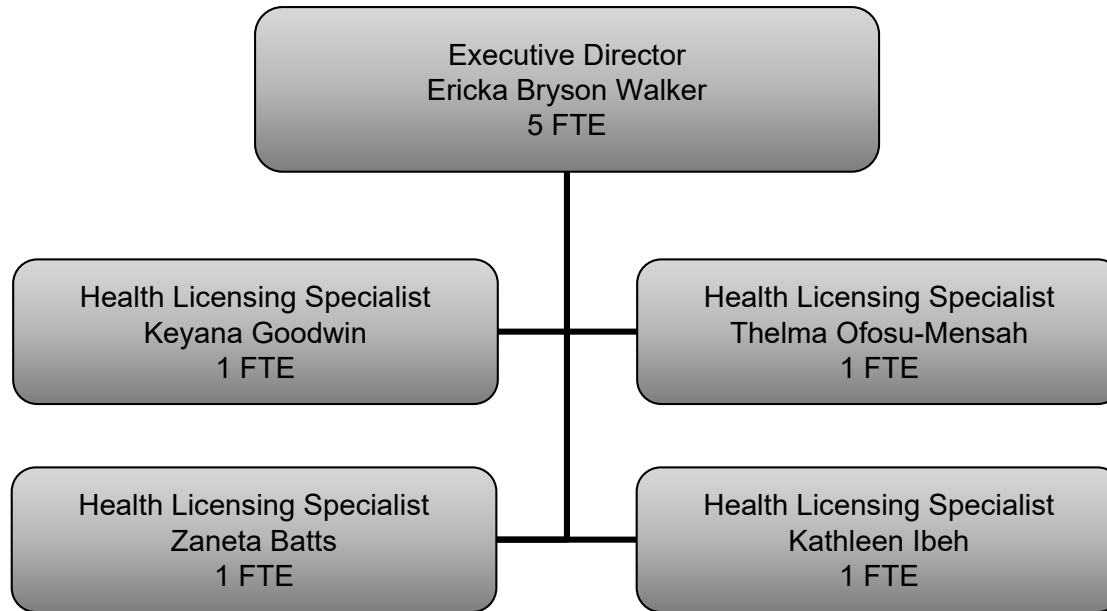 Executive Director
Ericka Bryson Walker
5 FTE
Health Licensing Specialist
Keyana Goodwin
1 FTE
Health Licensing Specialist
Thelma Ofosu-Mensah
1 FTE
Health Licensing Specialist
Zaneta Batts
1 FTE
Health Licensing Specialist
Kathleen Ibeh
1 FTE